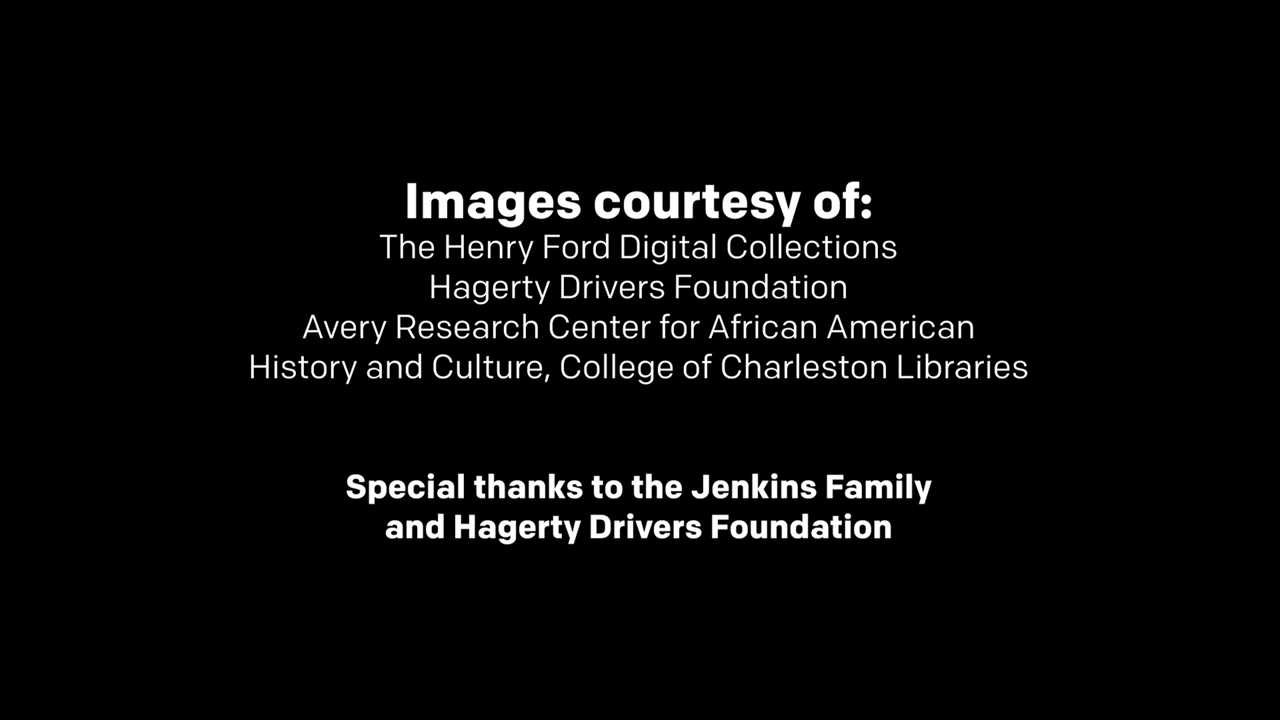 Images courtesy of:
The Henry Ford Digital Collections
Hagerty Drivers Foundation
Avery Research Center for African American
History and Culture, College of Charleston Libraries
Special thanks to the Jenkins Family
and Hagerty Drivers Foundation